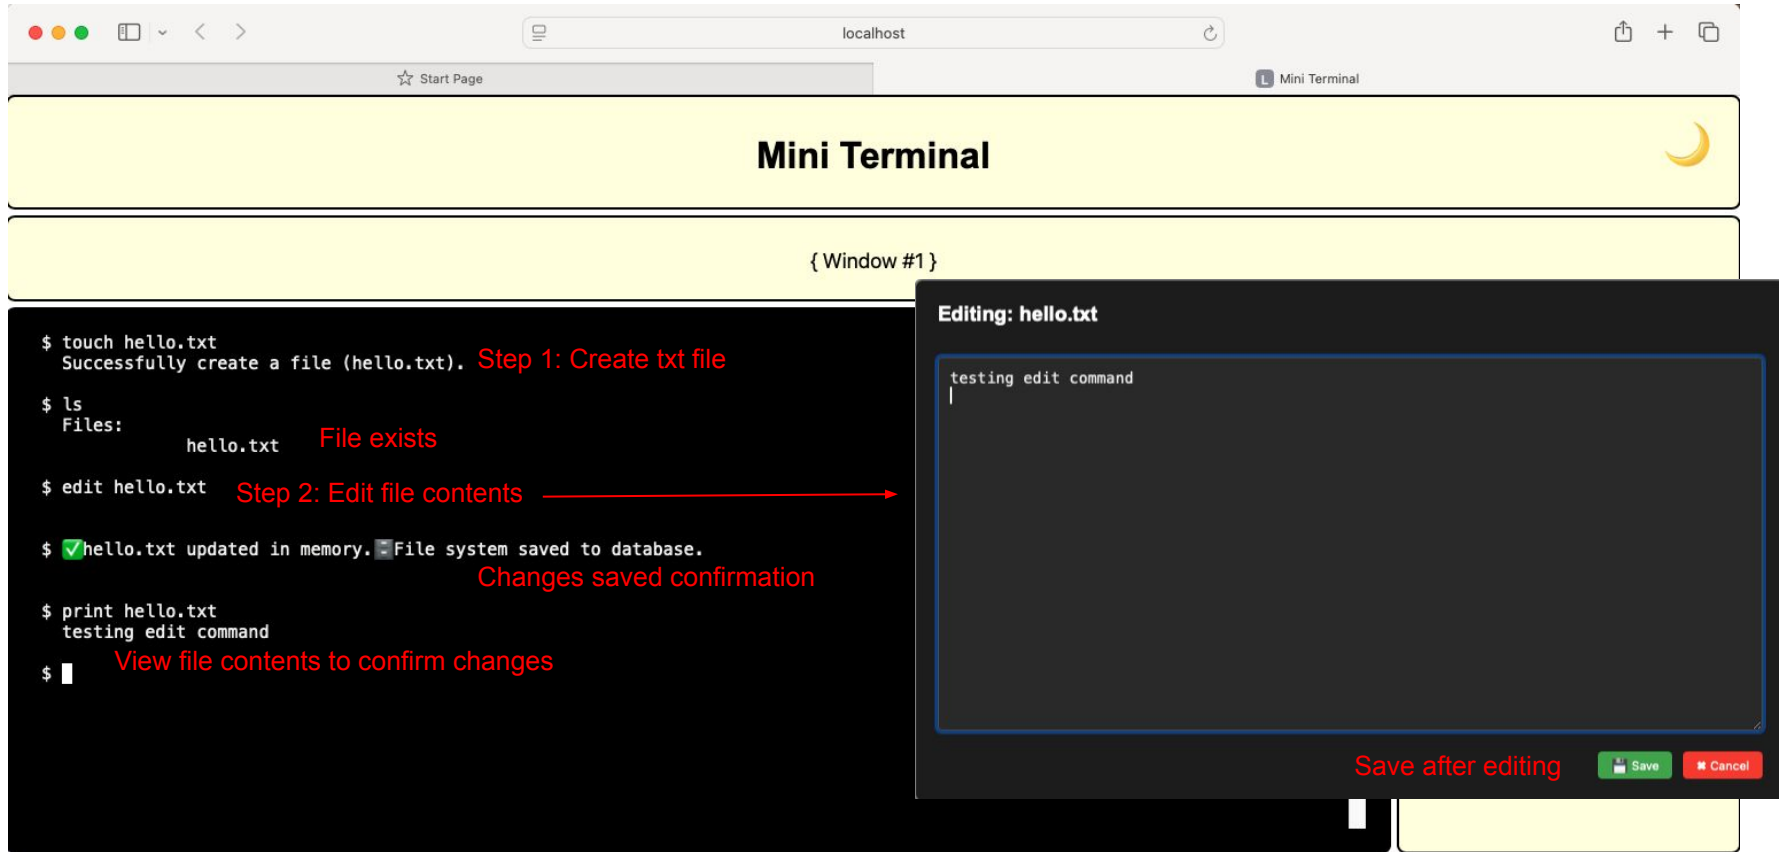 localhost
Start Page
L Mini Terminal
Mini Terminal
{ Window #1 }
$ touch hello.txt
Successfully create a file (hello.txt).
Step 1: Create txt file
$ ls
Files:
hello.txt
File exists
$ edit hello.txt
Step 2: Edit file contents
$ ✅hello.txt updated in memory.🗄️File system saved to database.
Changes saved confirmation
$ print hello.txt
testing edit command
View file contents to confirm changes
$
Editing: hello.txt
testing edit command
Save after editing
💾 Save
✖ Cancel